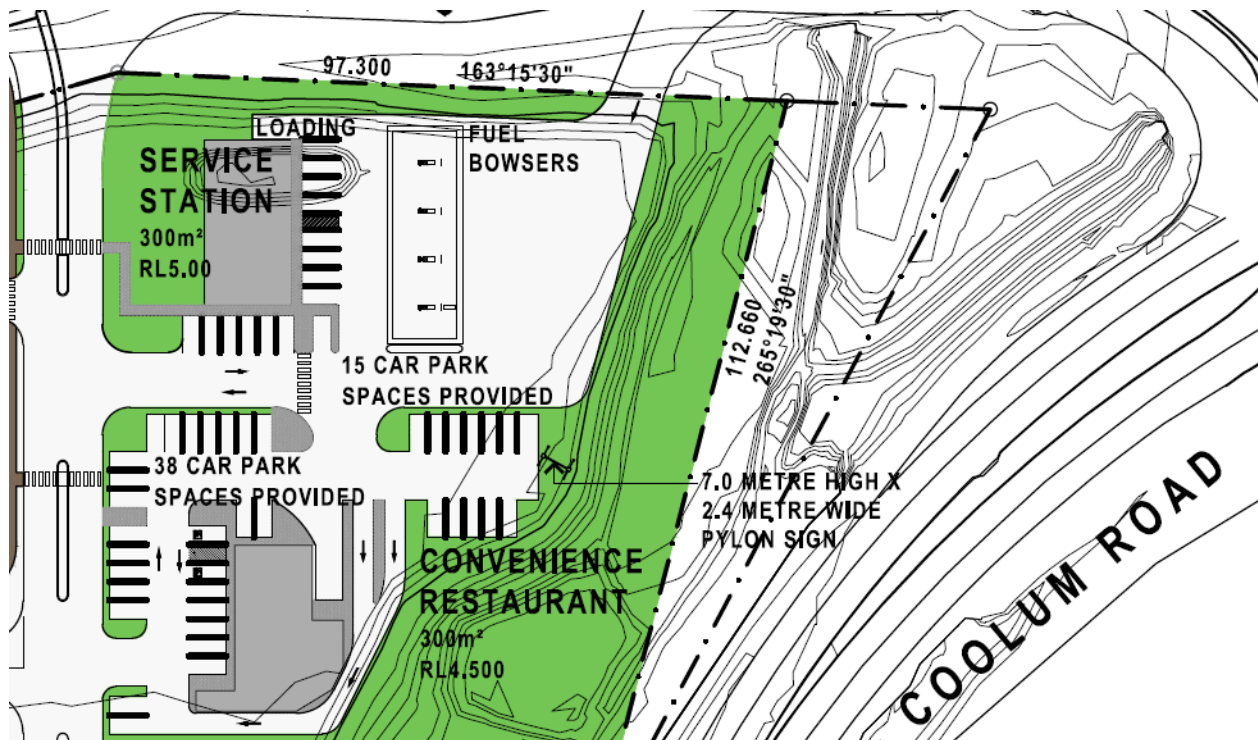 97.300 163°15'30"
LOADING
FUEL
BOWSERS
SERVICE
STATION
300m²
RL5.00
112.660
265°19'30"
15 CAR PARK
SPACES PROVIDED
38 CAR PARK
SPACES PROVIDED
7.0 METRE HIGH X
2.4 METRE WIDE
PYLON SIGN
CONVENIENCE
RESTAURANT
300m²
RL4.500
COOLUM ROAD